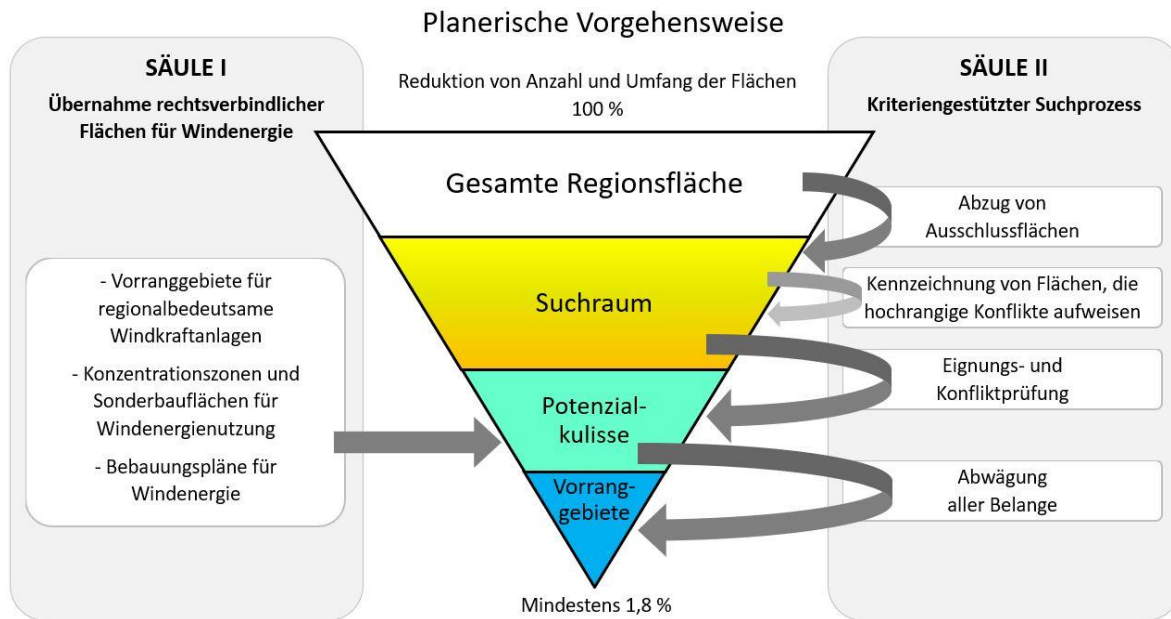 Planerische Vorgehensweise
SÄULE I
Übernahme rechtsverbindlicher
Flächen für Windenergie
- Vorranggebiete für
regionalbedeutsame
Windkraftanlagen
- Konzentrationszonen und
Sonderbauflächen für
Windenergienutzung
- Bebauungspläne für
Windenergie
Reduktion von Anzahl und Umfang der Flächen
100 %
Gesamte Regionsfläche
Suchraum
Potenzial-
kulisse
Vorrang-
gebiete
Mindestens 1,8 %
SÄULE II
Kriteriengestützter Suchprozess
Abzug von
Ausschlussflächen
Kennzeichnung von Flächen, die
hochrangige Konflikte aufweisen
Eignungs- und
Konfliktprüfung
Abwägung
aller Belange